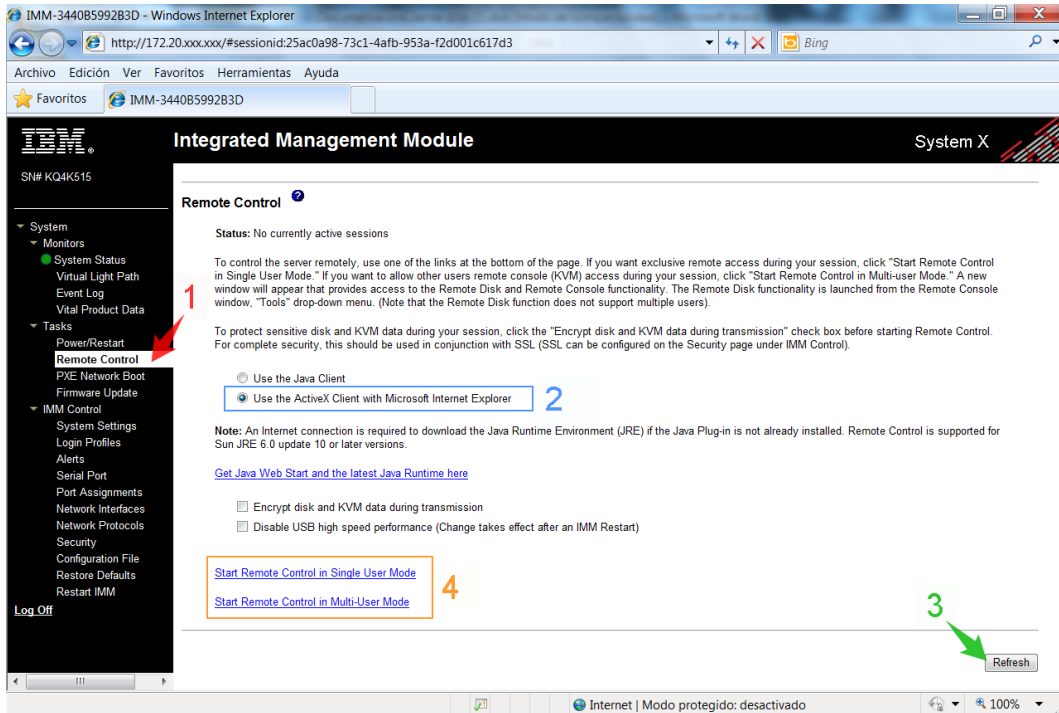 IMM-3440B5992B3D - Windows Internet Explorer
http://172.20.xxx.xxx/#sessionid:25ac0a98-73c1-4afb-953a-f2d001c617d3
Bing
Archivo Edición Ver Favoritos Herramientas Ayuda
Favoritos
IMM-3440B5992B3D
IBM®
Integrated Management Module
System X
SN# KQ4K515
System
Monitors
System Status
Virtual Light Path
Event Log
Vital Product Data
Tasks
Power/Restart
Remote Control
PXE Network Boot
Firmware Update
IMM Control
System Settings
Login Profiles
Alerts
Serial Port
Port Assignments
Network Interfaces
Network Protocols
Security
Configuration File
Restore Defaults
Restart IMM
Log Off
1
Remote Control ?
Status: No currently active sessions
To control the server remotely, use one of the links at the bottom of the page. If you want exclusive remote access during your session, click "Start Remote Control
in Single User Mode." If you want to allow other users remote console (KVM) access during your session, click "Start Remote Control in Multi-user Mode." A new
window will appear that provides access to the Remote Disk and Remote Console functionality. The Remote Disk functionality is launched from the Remote Console
window, "Tools" drop-down menu. (Note that the Remote Disk function does not support multiple users).
To protect sensitive disk and KVM data during your session, click the "Encrypt disk and KVM data during transmission" check box before starting Remote Control.
For complete security, this should be used in conjunction with SSL (SSL can be configured on the Security page under IMM Control).
Use the Java Client
Use the ActiveX Client with Microsoft Internet Explorer
2
Note: An Internet connection is required to download the Java Runtime Environment (JRE) if the Java Plug-in is not already installed. Remote Control is supported for
Sun JRE 6.0 update 10 or later versions.
Get Java Web Start and the latest Java Runtime here
Encrypt disk and KVM data during transmission
Disable USB high speed performance (Change takes effect after an IMM Restart)
Start Remote Control in Single User Mode
Start Remote Control in Multi-User Mode
4
3
Refresh
Internet | Modo protegido: desactivado
100%